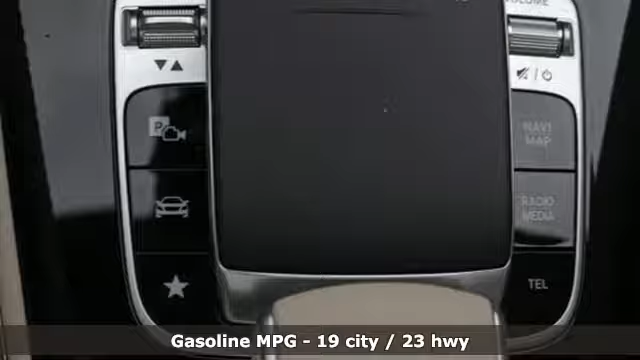 VOLUME
P
NAVI
MAP
RADIO
MEDIA
TEL
Gasoline MPG - 19 city / 23 hwy